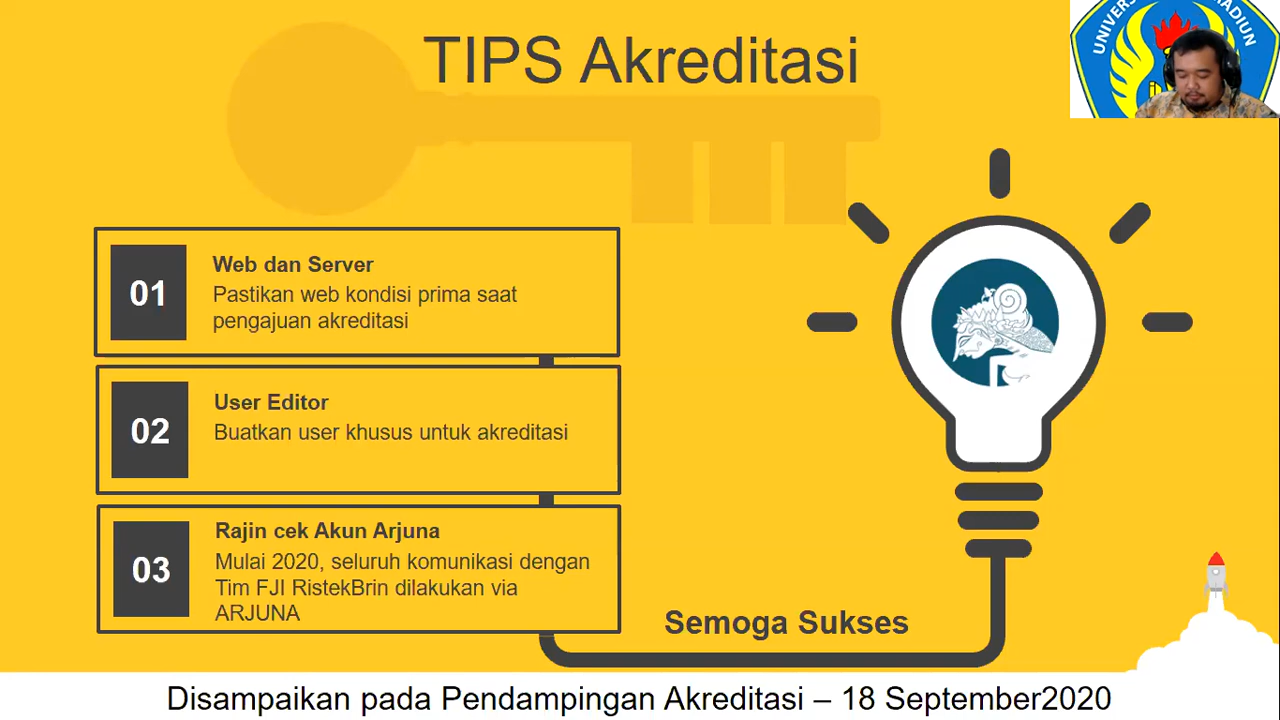 TIPS Akreditasi
01
Web dan Server
Pastikan web kondisi prima saat
pengajuan akreditasi
02
User Editor
Buatkan user khusus untuk akreditasi
03
Rajin cek Akun Arjuna
Mulai 2020, seluruh komunikasi dengan
Tim FJI RistekBrin dilakukan via
ARJUNA
Semoga Sukses
Disampaikan pada Pendampingan Akreditasi – 18 September2020